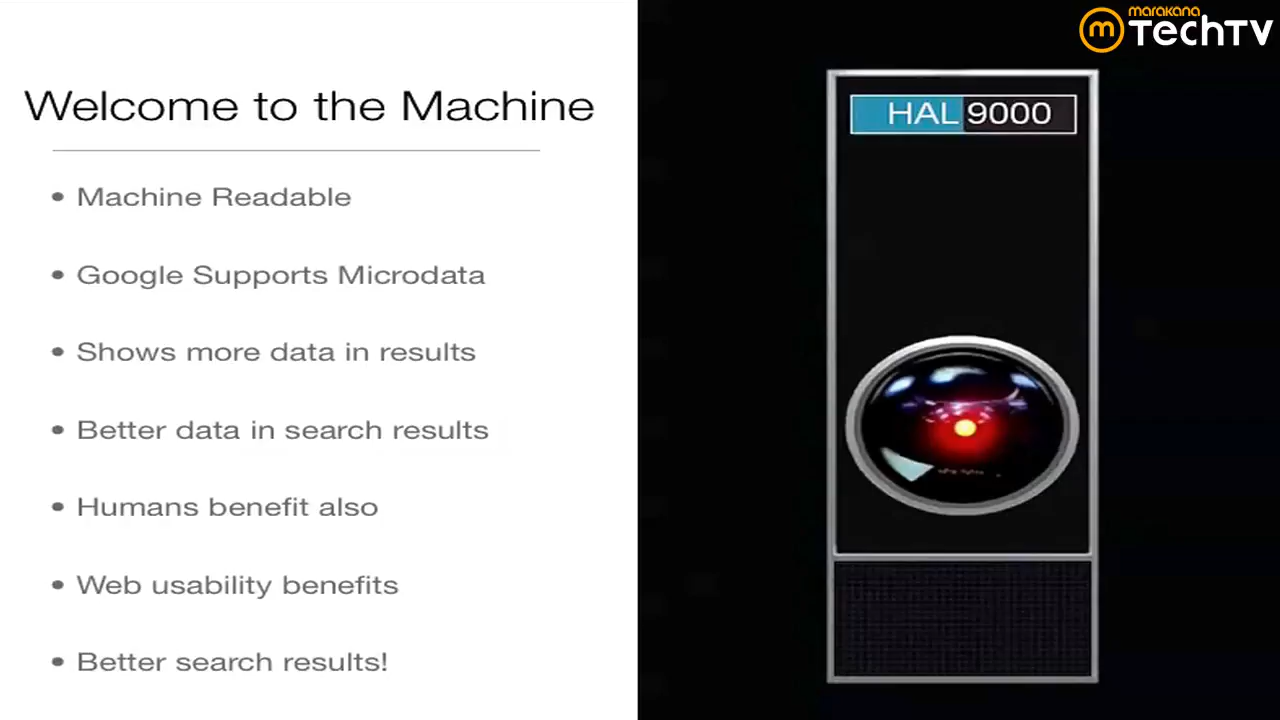 marakana
TechTV
Welcome to the Machine
• Machine Readable
• Google Supports Microdata
• Shows more data in results
• Better data in search results
• Humans benefit also
• Web usability benefits
• Better search results!
HAL 9000